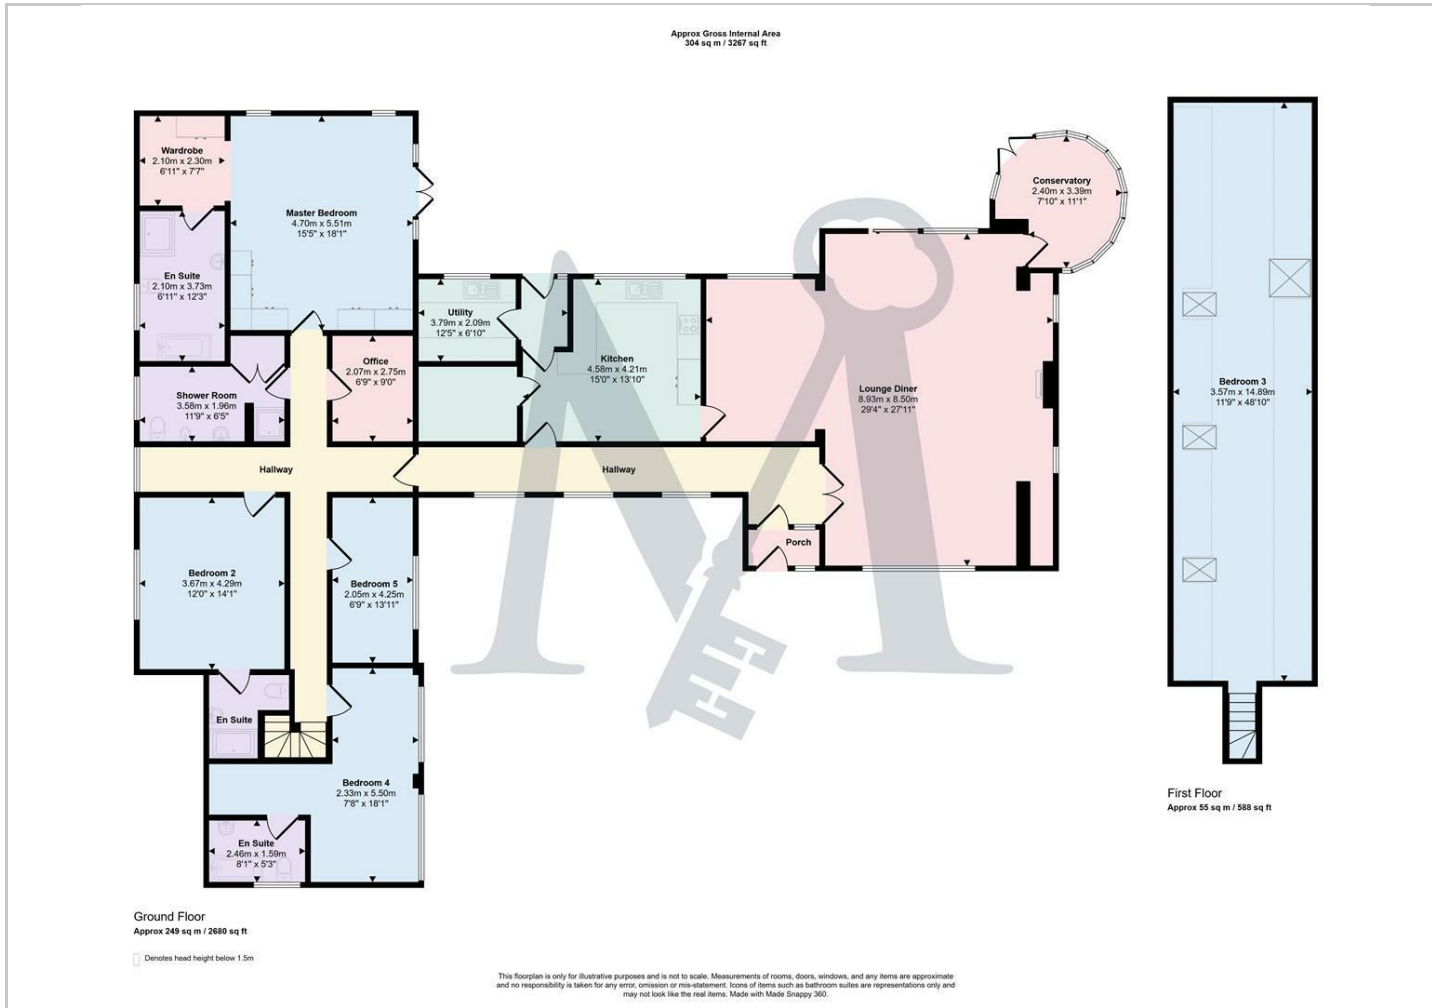 Approx Gross Internal Area
304 sq m / 3267 sq ft
Wardrobe
2.10m x 2.30m
6'11" x 7'7"
Master Bedroom
4.70m x 5.51m
15'5" x 18'1"
En Suite
2.10m x 3.73m
6'11" x 12'3"
Utility
3.79m x 2.09m
12'5" x 6'10"
Office
2.07m x 2.75m
6'9" x 9'0"
Kitchen
4.58m x 4.21m
15'0" x 13'10"
Shower Room
3.58m x 1.96m
11'9" x 6'5"
Conservatory
2.40m x 3.39m
7'10" x 11'1"
Lounge Diner
8.93m x 8.50m
29'4" x 27'11"
Hallway
Hallway
Porch
Bedroom 2
3.67m x 4.29m
12'0" x 14'1"
Bedroom 5
2.05m x 4.25m
6'9" x 13'11"
En Suite
Bedroom 4
2.33m x 5.50m
7'8" x 18'1"
En Suite
2.46m x 1.59m
8'1" x 5'3"
Bedroom 3
3.57m x 14.89m
11'9" x 48'10"
First Floor
Approx 55 sq m / 588 sq ft
Ground Floor
Approx 249 sq m / 2680 sq ft
Denotes head height below 1.5m
This floorplan is only for illustrative purposes and is not to scale. Measurements of rooms, doors, windows, and any items are approximate
and no responsibility is taken for any error, omission or mis-statement. Icons of items such as bathroom suites are representations only and
may not look like the real items. Made with Made Snappy 360.